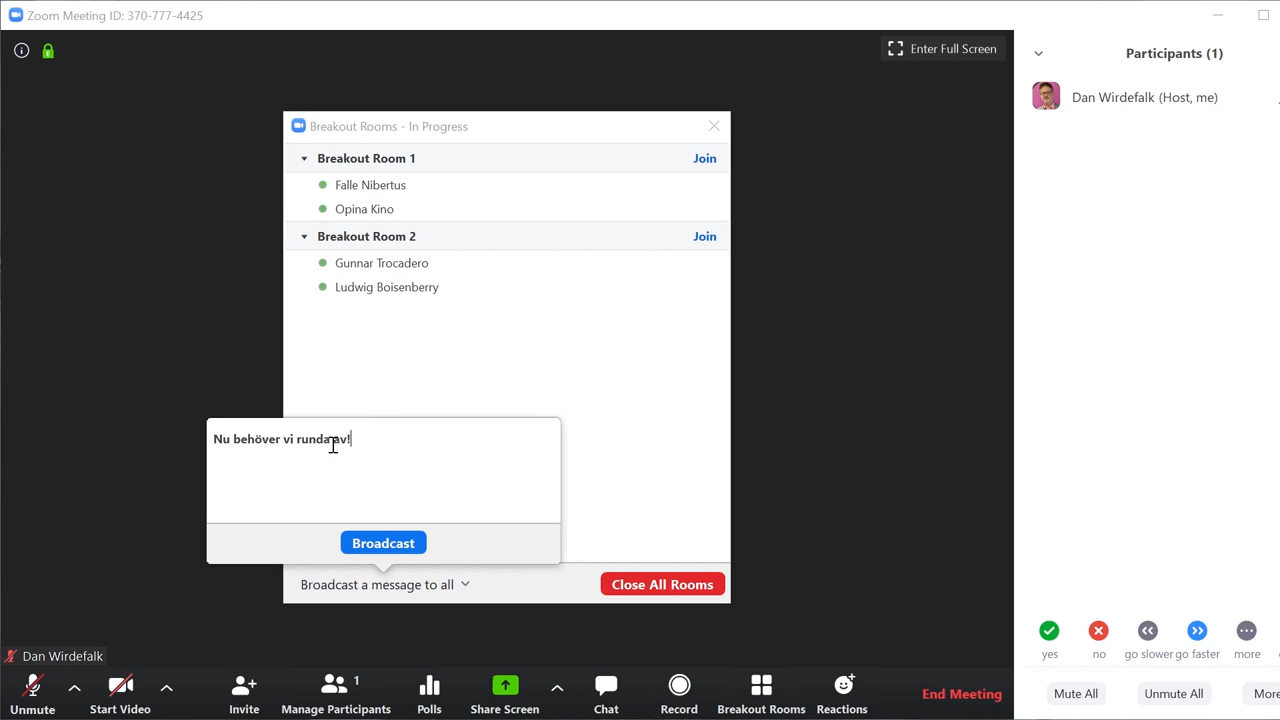 Zoom Meeting ID: 370-777-4425
Enter Full Screen
Participants (1)
Dan Wirdefalk (Host, me)
Breakout Rooms - In Progress
Breakout Room 1 Join
Falle Nibertus
Opina Kino
Breakout Room 2 Join
Gunnar Trocadero
Ludwig Boisenberry
Nu behöver vi runda av!
Broadcast
Broadcast a message to all
Close All Rooms
Dan Wirdefalk
yes no go slower go faster more
Unmute Start Video Invite Manage Participants 1 Polls Share Screen Chat Record Breakout Rooms Reactions
End Meeting
Mute All Unmute All More